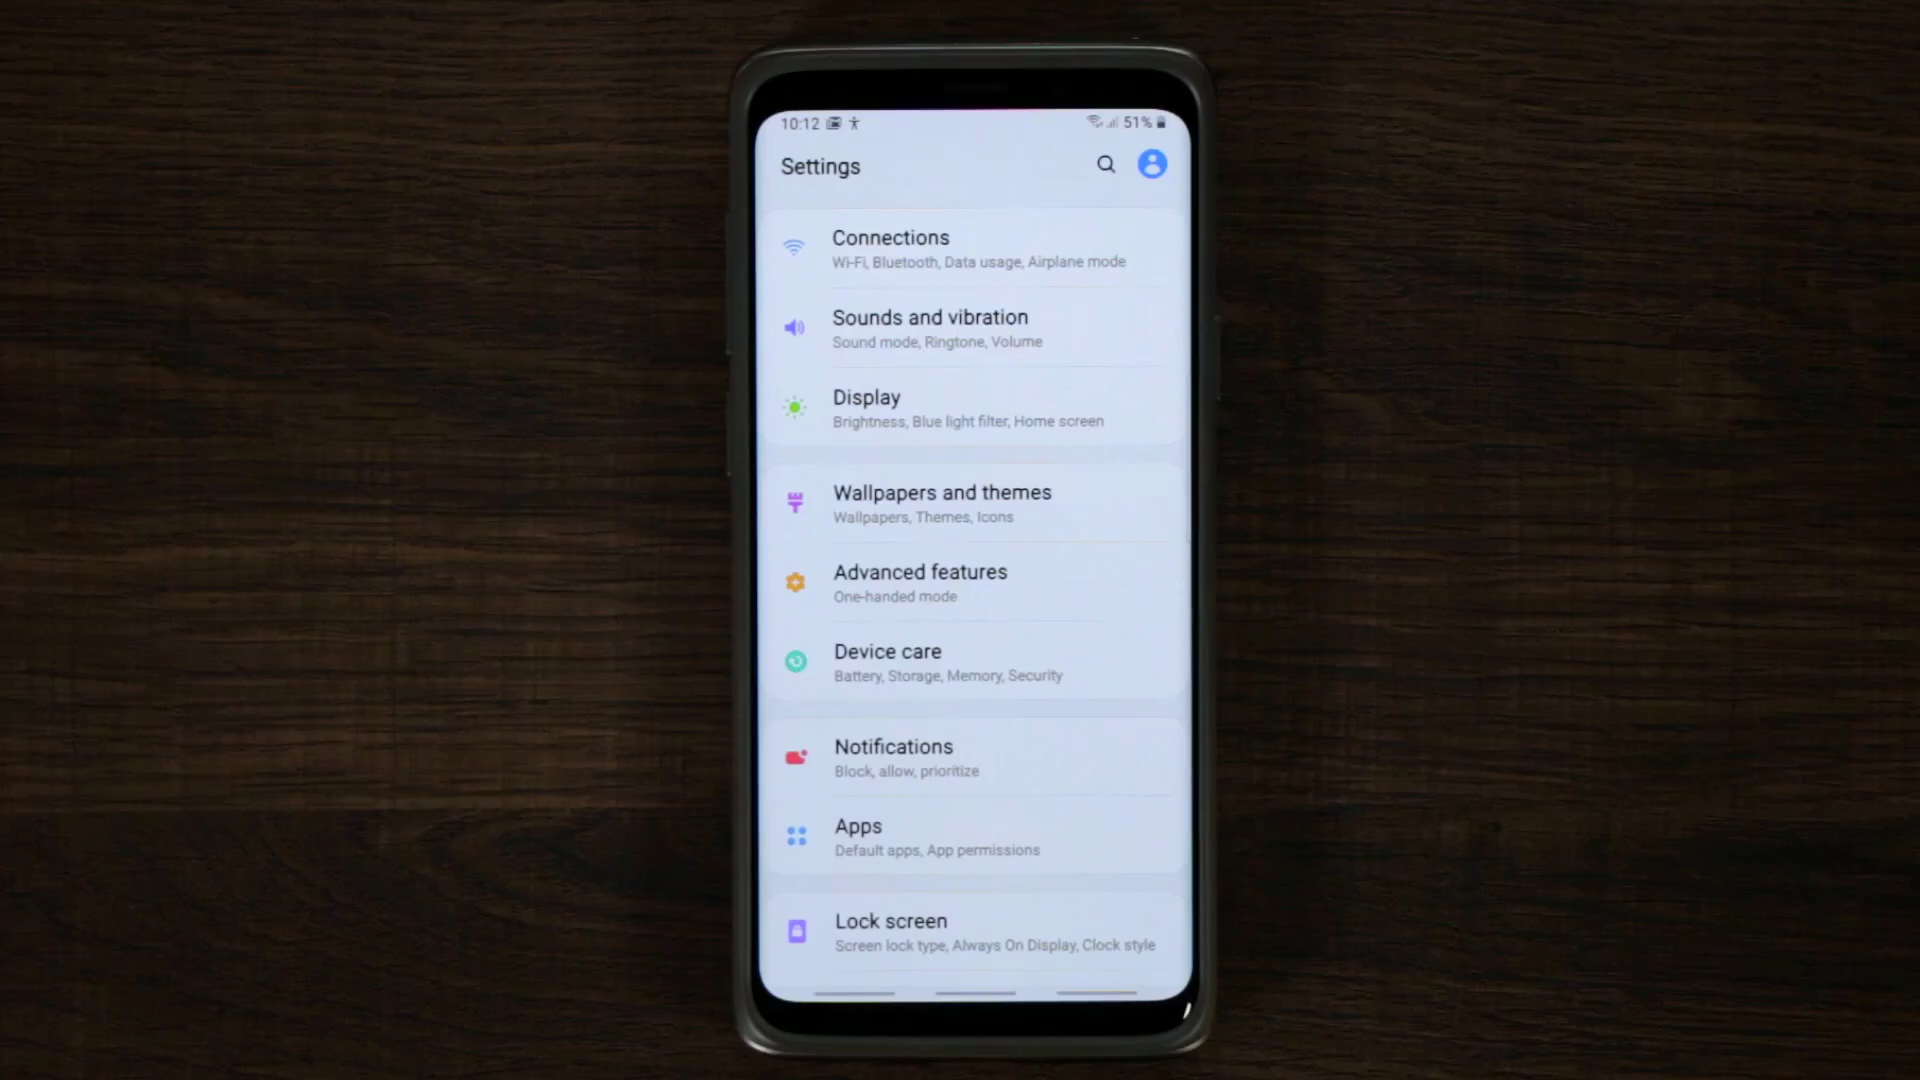 10:12
51%
Settings
Connections
Wi-Fi, Bluetooth, Data usage, Airplane mode
Sounds and vibration
Sound mode, Ringtone, Volume
Display
Brightness, Blue light filter, Home screen
Wallpapers and themes
Wallpapers, Themes, Icons
Advanced features
One-handed mode
Device care
Battery, Storage, Memory, Security
Notifications
Block, allow, prioritize
Apps
Default apps, App permissions
Lock screen
Screen lock type, Always On Display, Clock style